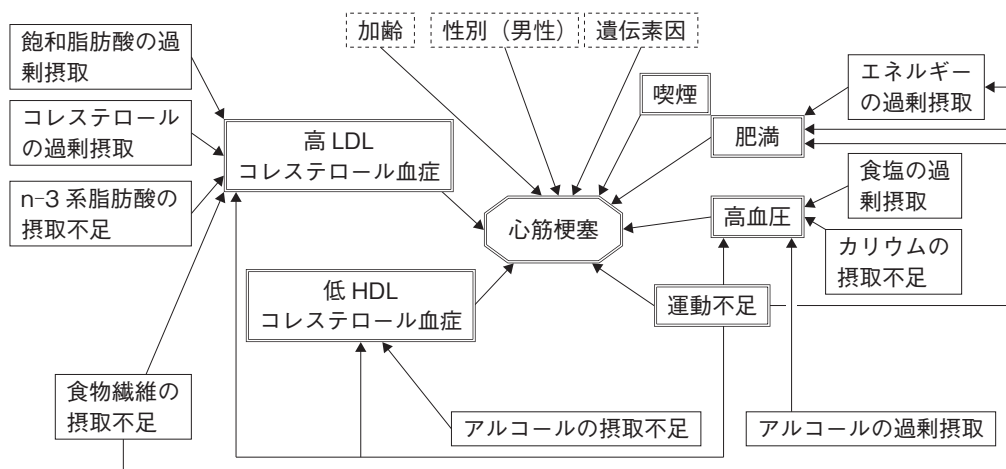 飽和脂肪酸の過
剰摂取
加齢
性別（男性）
遺伝素因
エネルギー
の過剰摂取
喫煙
コレステロール
の過剰摂取
高 LDL
コレステロール血症
肥満
食塩の過
剰摂取
n-3 系脂肪酸の
摂取不足
心筋梗塞
高血圧
カリウムの
摂取不足
低 HDL
コレステロール血症
運動不足
食物繊維の
摂取不足
アルコールの摂取不足
アルコールの過剰摂取